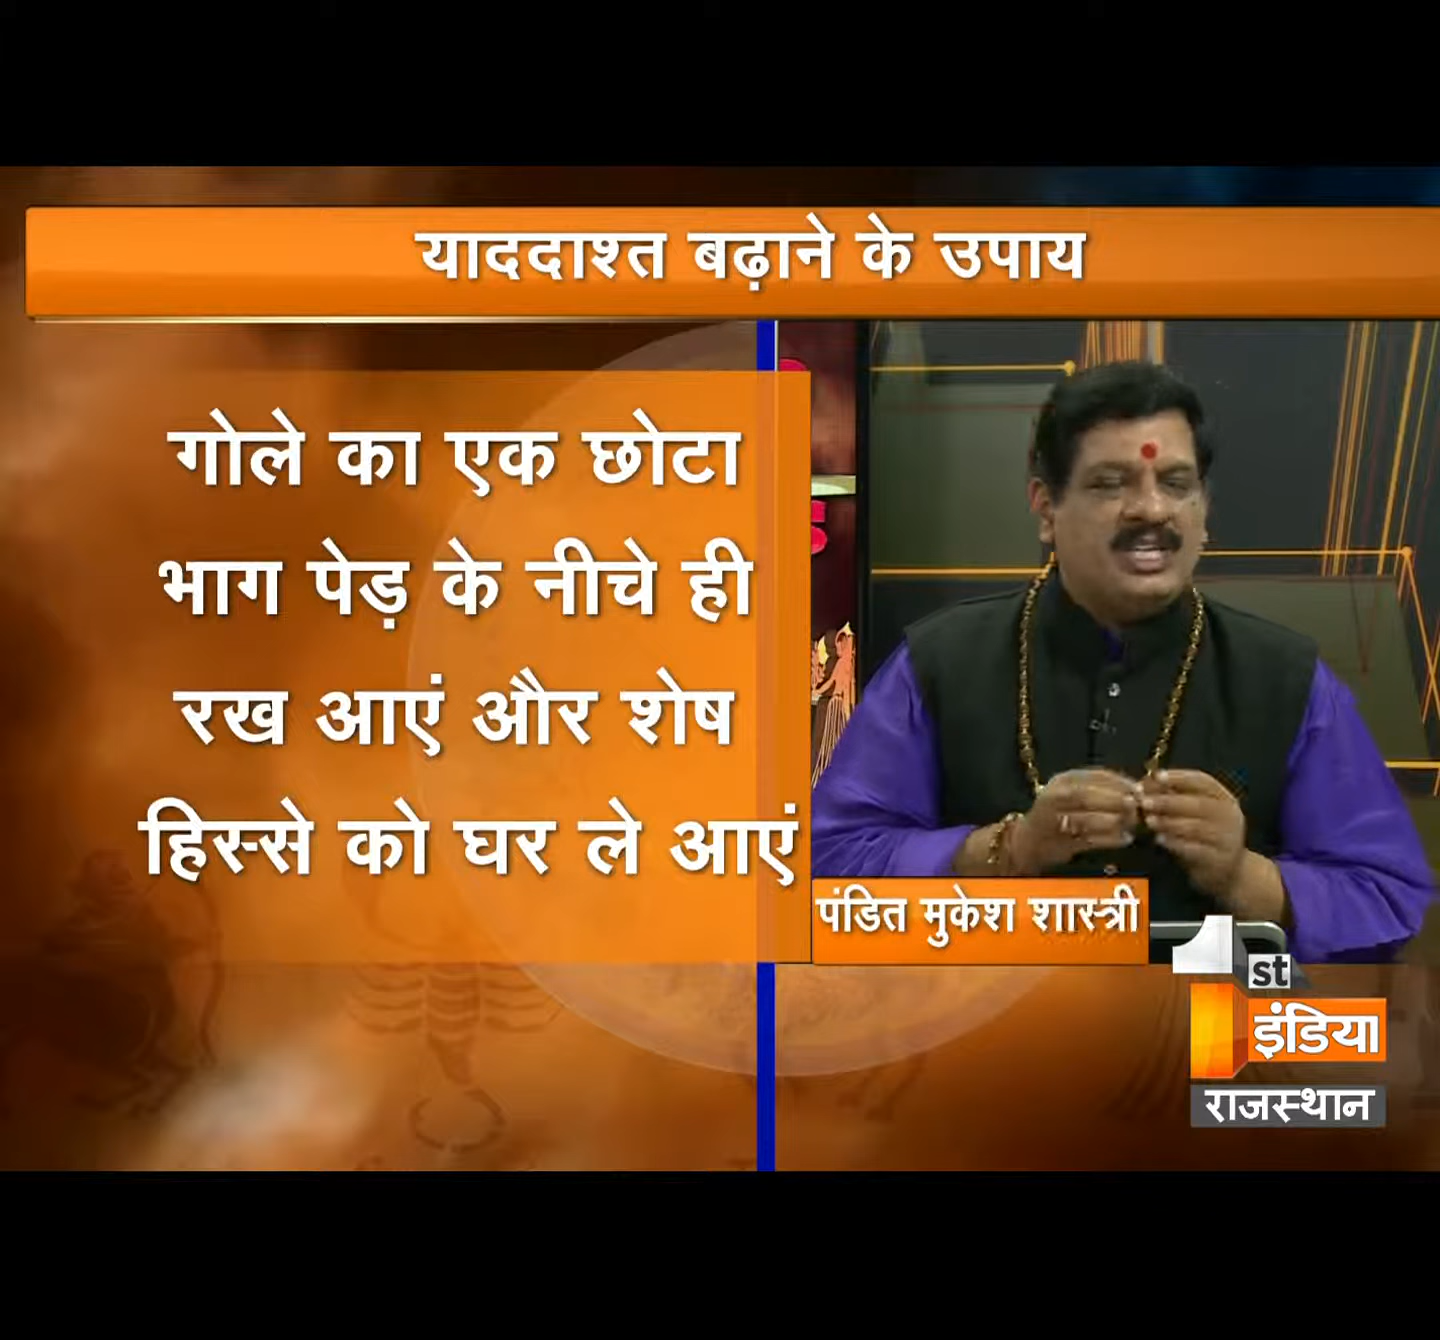 याददाश्त बढ़ाने के उपाय
गोले का एक छोटा
भाग पेड़ के नीचे ही
रख आएं और शेष
हिस्से को घर ले आएं
पंडित मुकेश शास्त्री
1st
इंडिया
राजस्थान